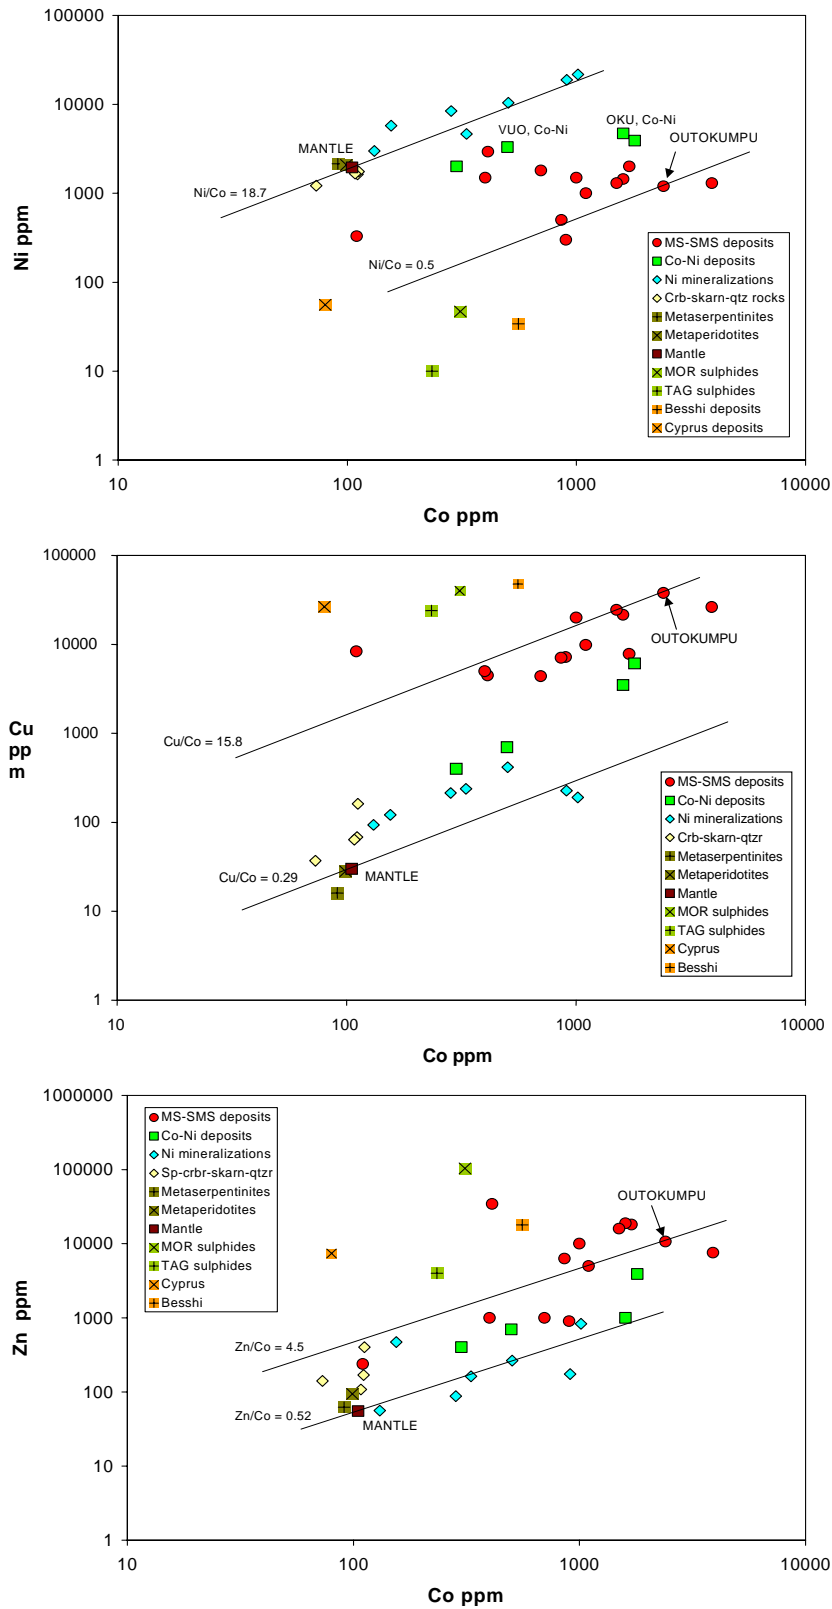 100000
10000
1000
100
10
1
Ni ppm
10
100
1000
10000
Co ppm
MANTLE
VUO, Co-Ni
OKU, Co-Ni
OUTOKUMPU
Ni/Co = 18.7
Ni/Co = 0.5
MS-SMS deposits
Co-Ni deposits
Ni mineralizations
Crb-skarn-qtz rocks
Metaserpentinites
Metaperidotites
Mantle
MOR sulphides
TAG sulphides
Besshi deposits
Cyprus deposits
100000
10000
1000
100
10
1
Cu
pp
m
10
100
1000
10000
Co ppm
OUTOKUMPU
Cu/Co = 15.8
Cu/Co = 0.29
MANTLE
MS-SMS deposits
Co-Ni deposits
Ni mineralizations
Crb-skarn-qtzr
Metaserpentinites
Metaperidotites
Mantle
MOR sulphides
TAG sulphides
Cyprus
Besshi
1000000
100000
10000
1000
100
10
1
Zn ppm
10
100
1000
10000
Co ppm
MS-SMS deposits
Co-Ni deposits
Ni mineralizations
Sp-crbr-skarn-qtzr
Metaserpentinites
Metaperidotites
Mantle
MOR sulphides
TAG sulphides
Cyprus
Besshi
OUTOKUMPU
Zn/Co = 4.5
Zn/Co = 0.52
MANTLE